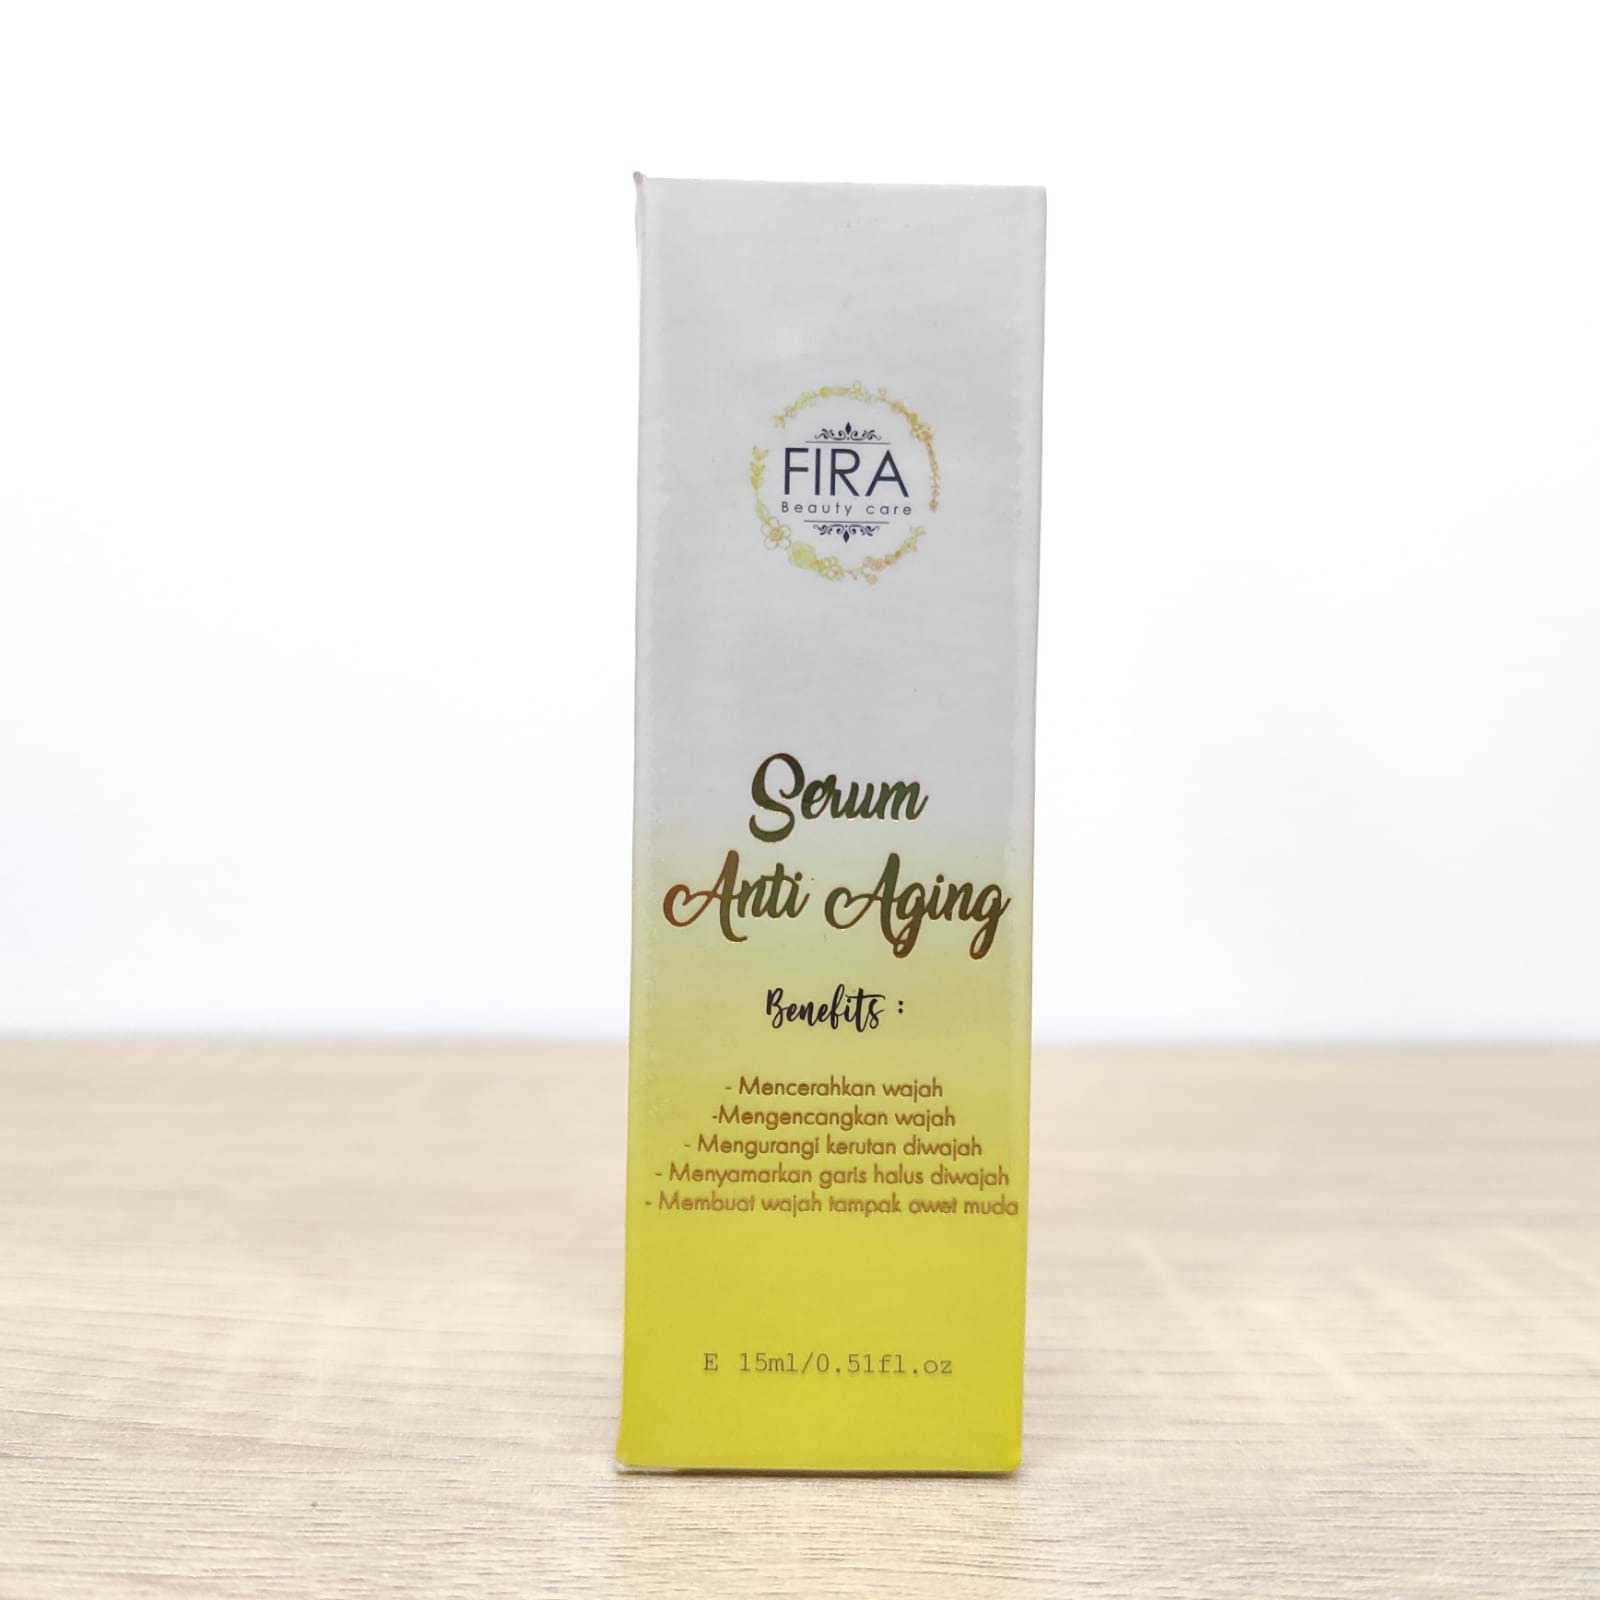 FIRA
Beauty care
Serum
Anti Aging
Benefits :
- Mencerahkan wajah
-Mengencangkan wajah
- Mengurangi kerutan diwajah
- Menyamarkan garis halus diwajah
- Membuat wajah tampak awet muda
E 15ml/0.51fl.oz